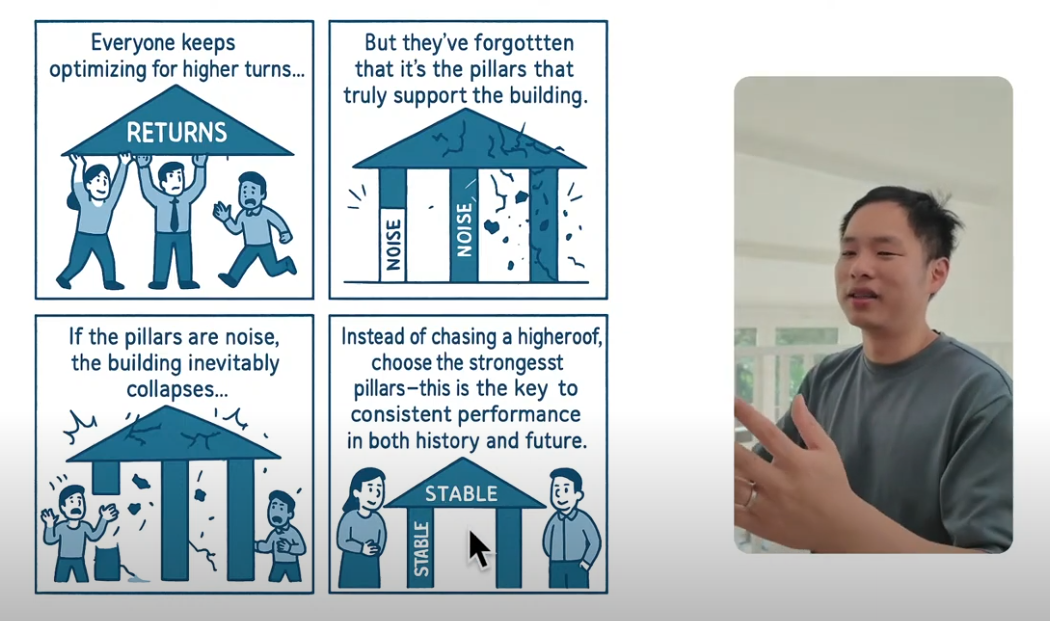 Everyone keeps
optimizing for higher turns...
RETURNS
But they've forgottten
that it's the pillars that
truly support the building.
NOISE
NOISE
If the pillars are noise,
the building inevitably
collapses...
Instead of chasing a higheroof,
choose the strongesst
pillars–this is the key to
consistent performance
in both history and future.
STABLE
STABLE